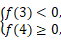 f(3) < 0,
f(4) ≥ 0,